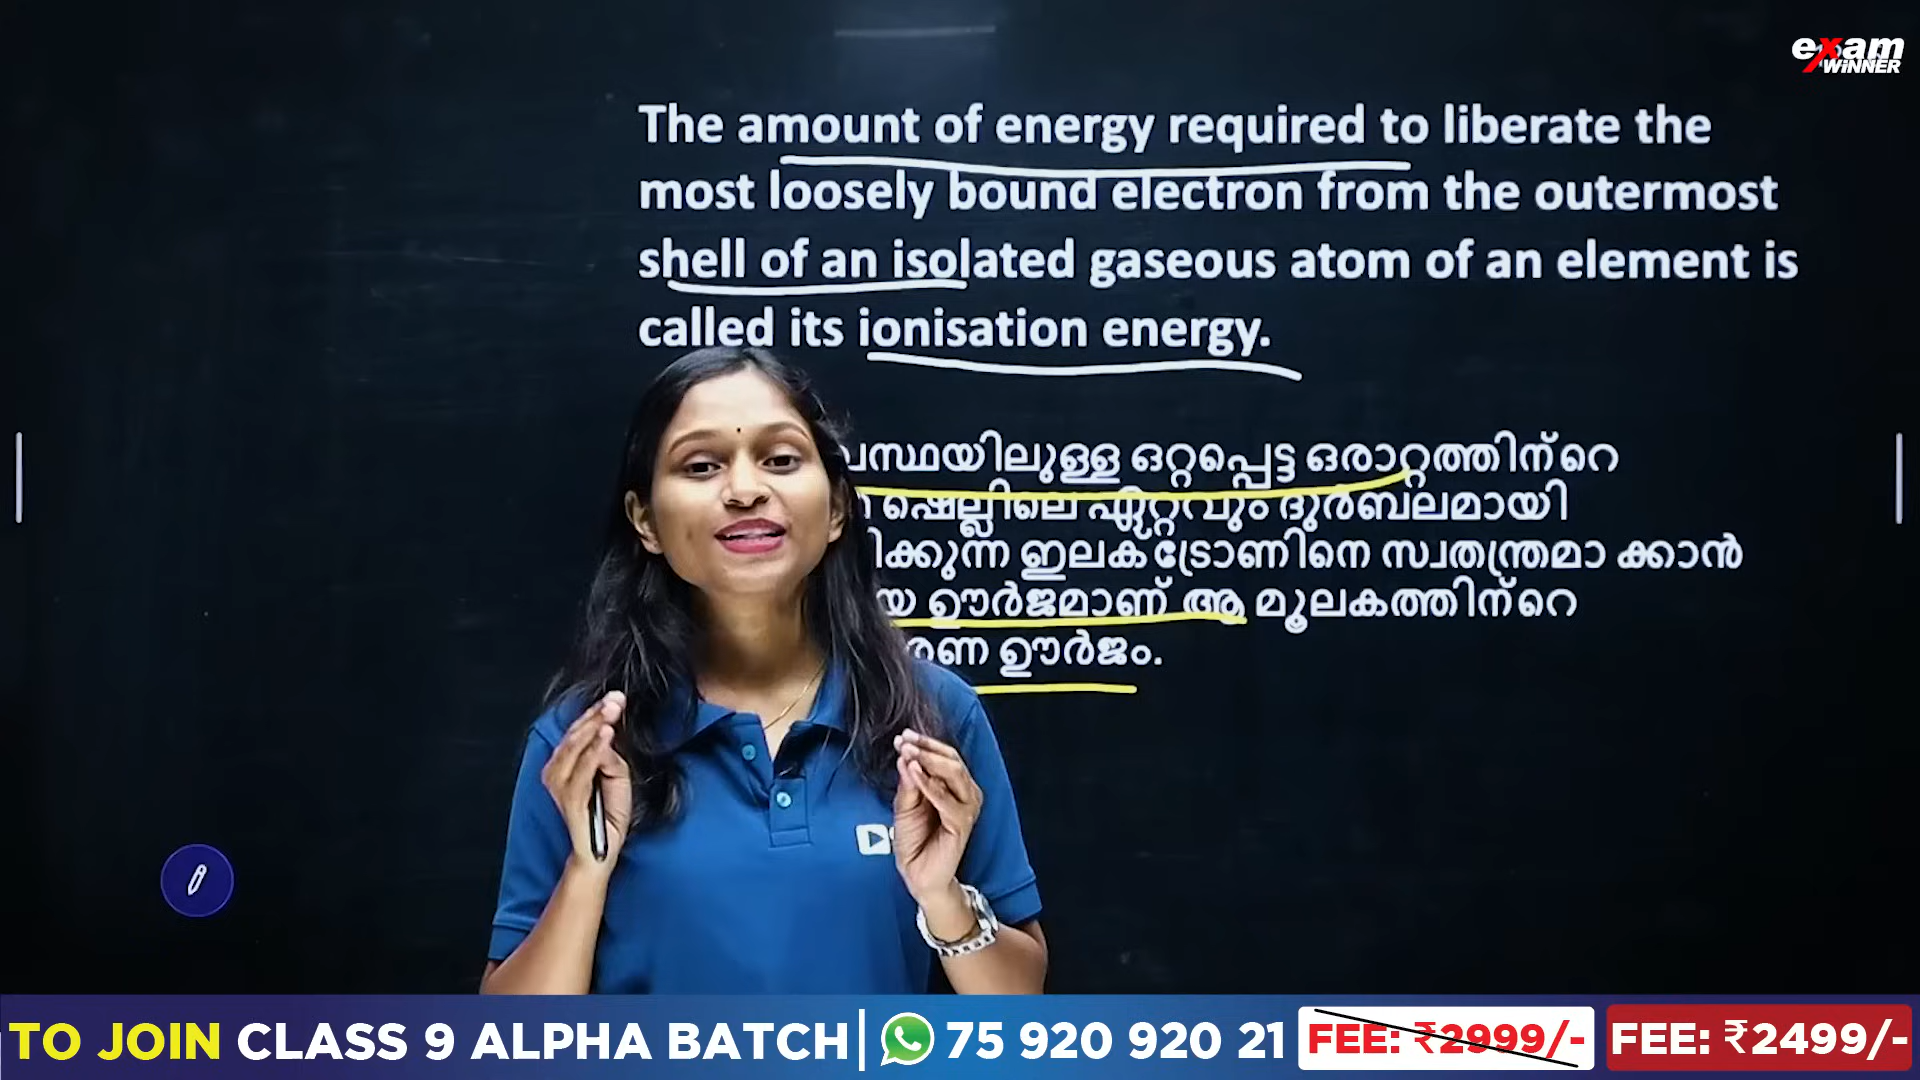 exam
WINNER
The amount of energy required to liberate the
most loosely bound electron from the outermost
shell of an isolated gaseous atom of an element is
called its ionisation energy.
ഒറ്റപ്പെട്ട ഒരാറ്റത്തിന്റെ
ഷെല്ലിലെ ഏറ്റവും ദുർബലമായി
ഇലക്ട്രോണിനെ സ്വതന്ത്രമാ ക്കാൻ
ഊർജമാണ് ആ മൂലകത്തിന്റെ
ഊർജം.
TO JOIN CLASS 9 ALPHA BATCH | 75 920 920 21 FEE: ₹2999/- FEE: ₹2499/-